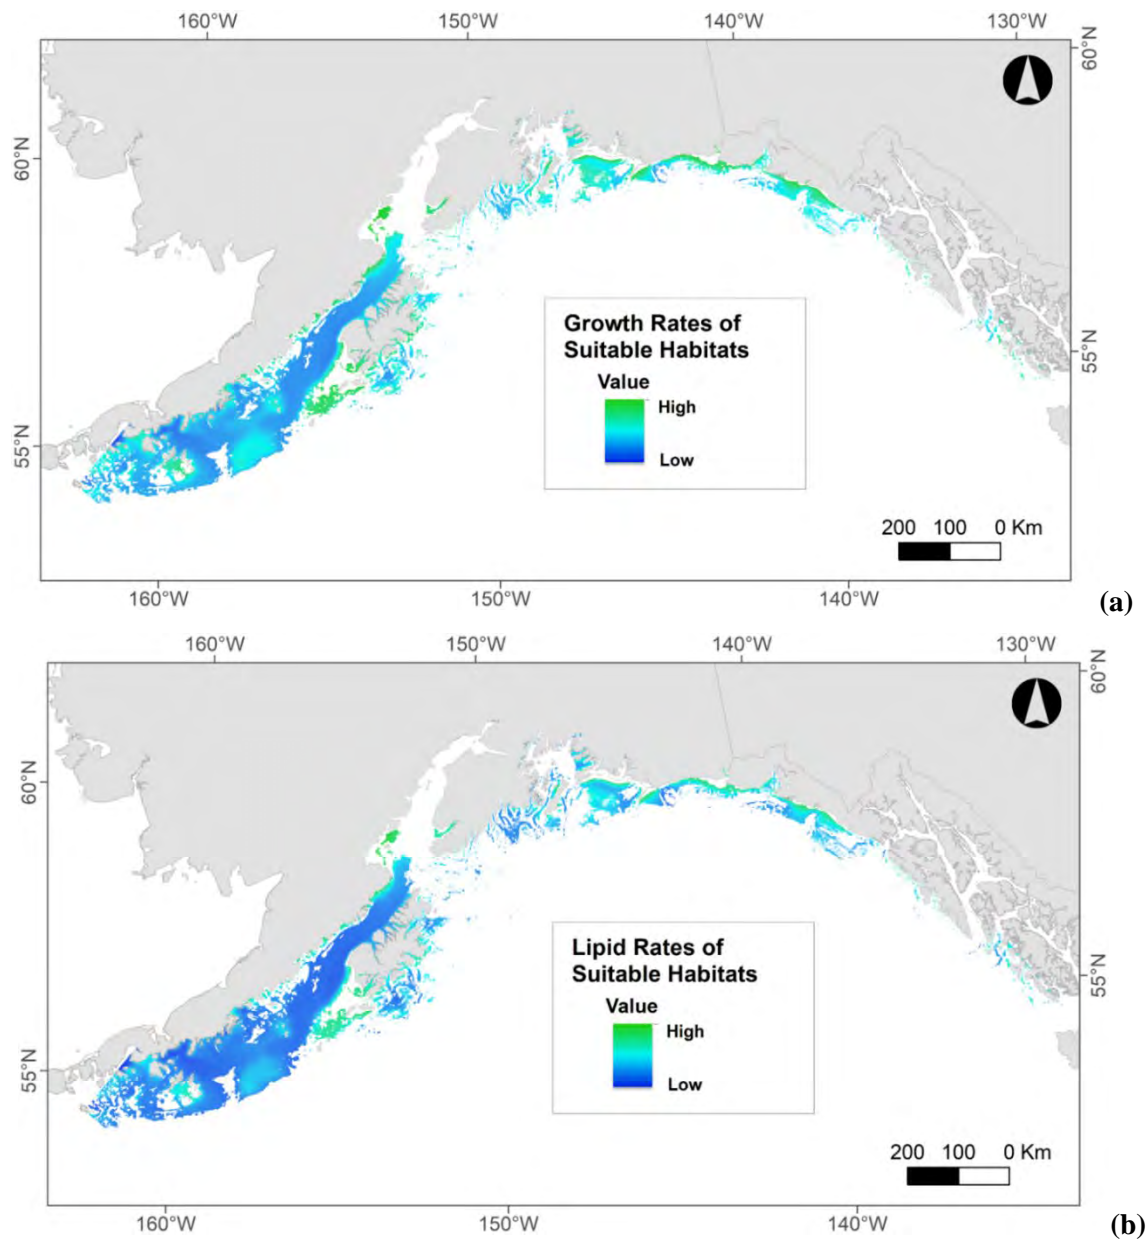 160°W 150°W 140°W 130°W
60°N
60°N
55°N
55°N
Growth Rates of
Suitable Habitats
Value
High
Low
200 100 0 Km
160°W 150°W 140°W
(a)
160°W 150°W 140°W 130°W
60°N
60°N
55°N
55°N
Lipid Rates of
Suitable Habitats
Value
High
Low
200 100 0 Km
160°W 150°W 140°W
(b)